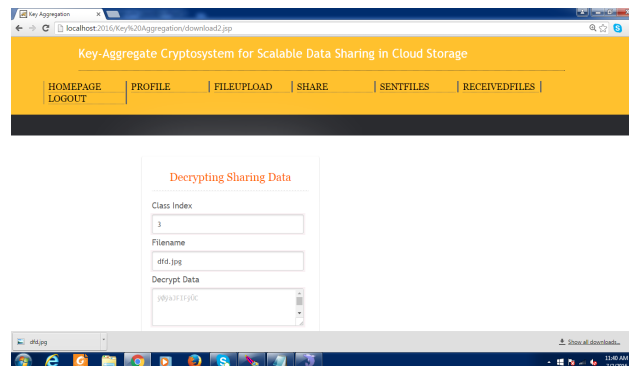 Key Aggregation
localhost:2016/Key%20Aggregation/download2.jsp
Key-Aggregate Cryptosystem for Scalable Data Sharing in Cloud Storage
HOMEPAGE PROFILE FILEUPLOAD SHARE SENTFILES RECEIVEDFILES
LOGOUT
Decrypting Sharing Data
Class Index
3
Filename
dfd.jpg
Decrypt Data
dfd.jpg
Show all downloads...
11:40 AM